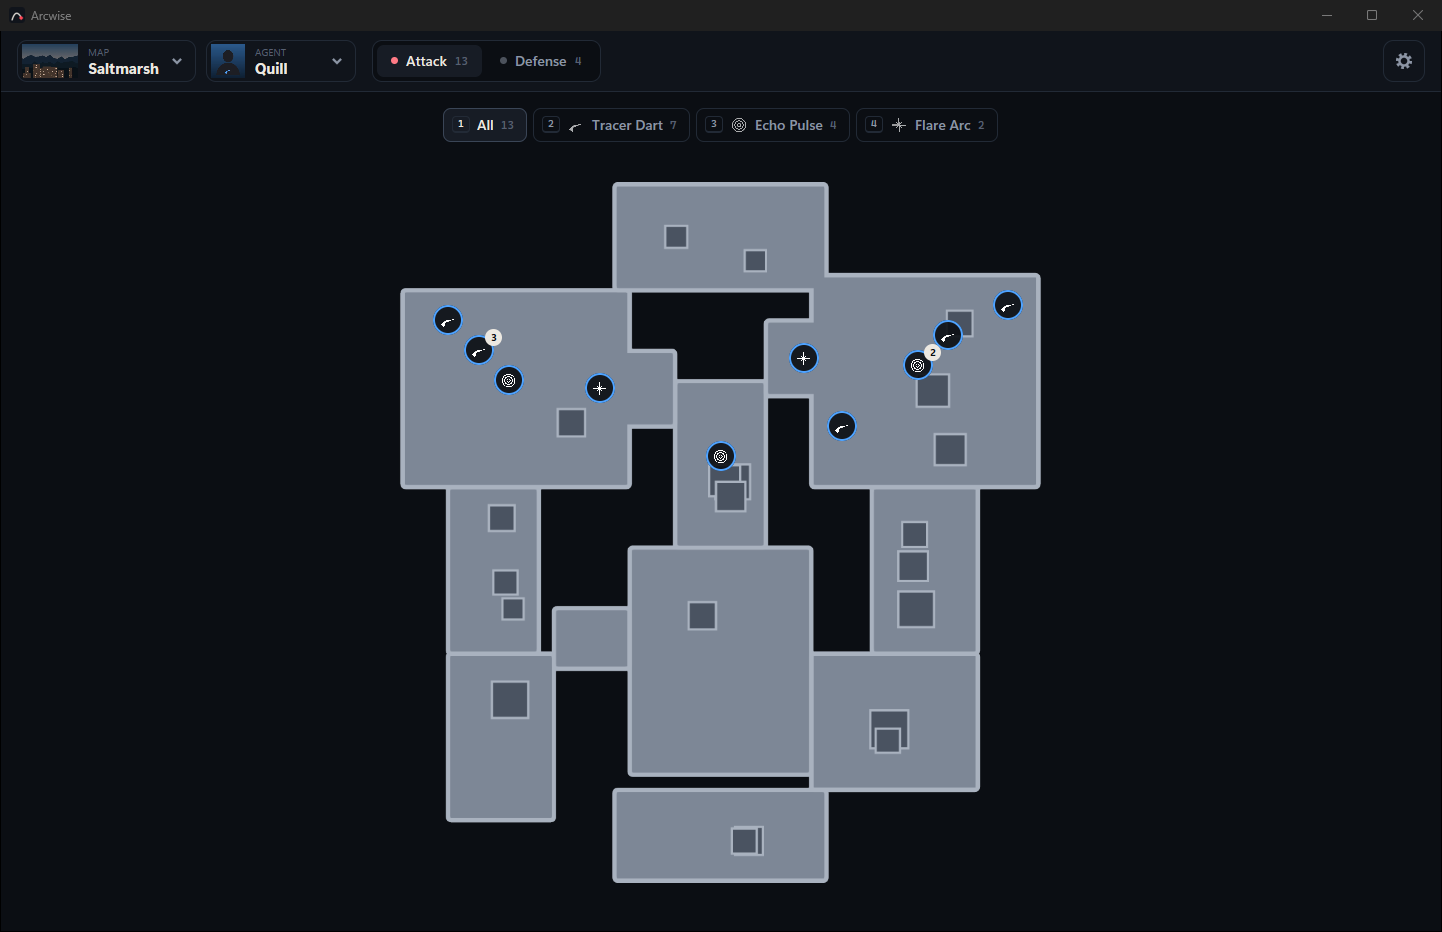 Arcwise
MAP
Saltmarsh
AGENT
Quill
Attack 13
Defense 4
1 All 13
2 Tracer Dart 7
3 Echo Pulse 4
4 Flare Arc 2
3
2